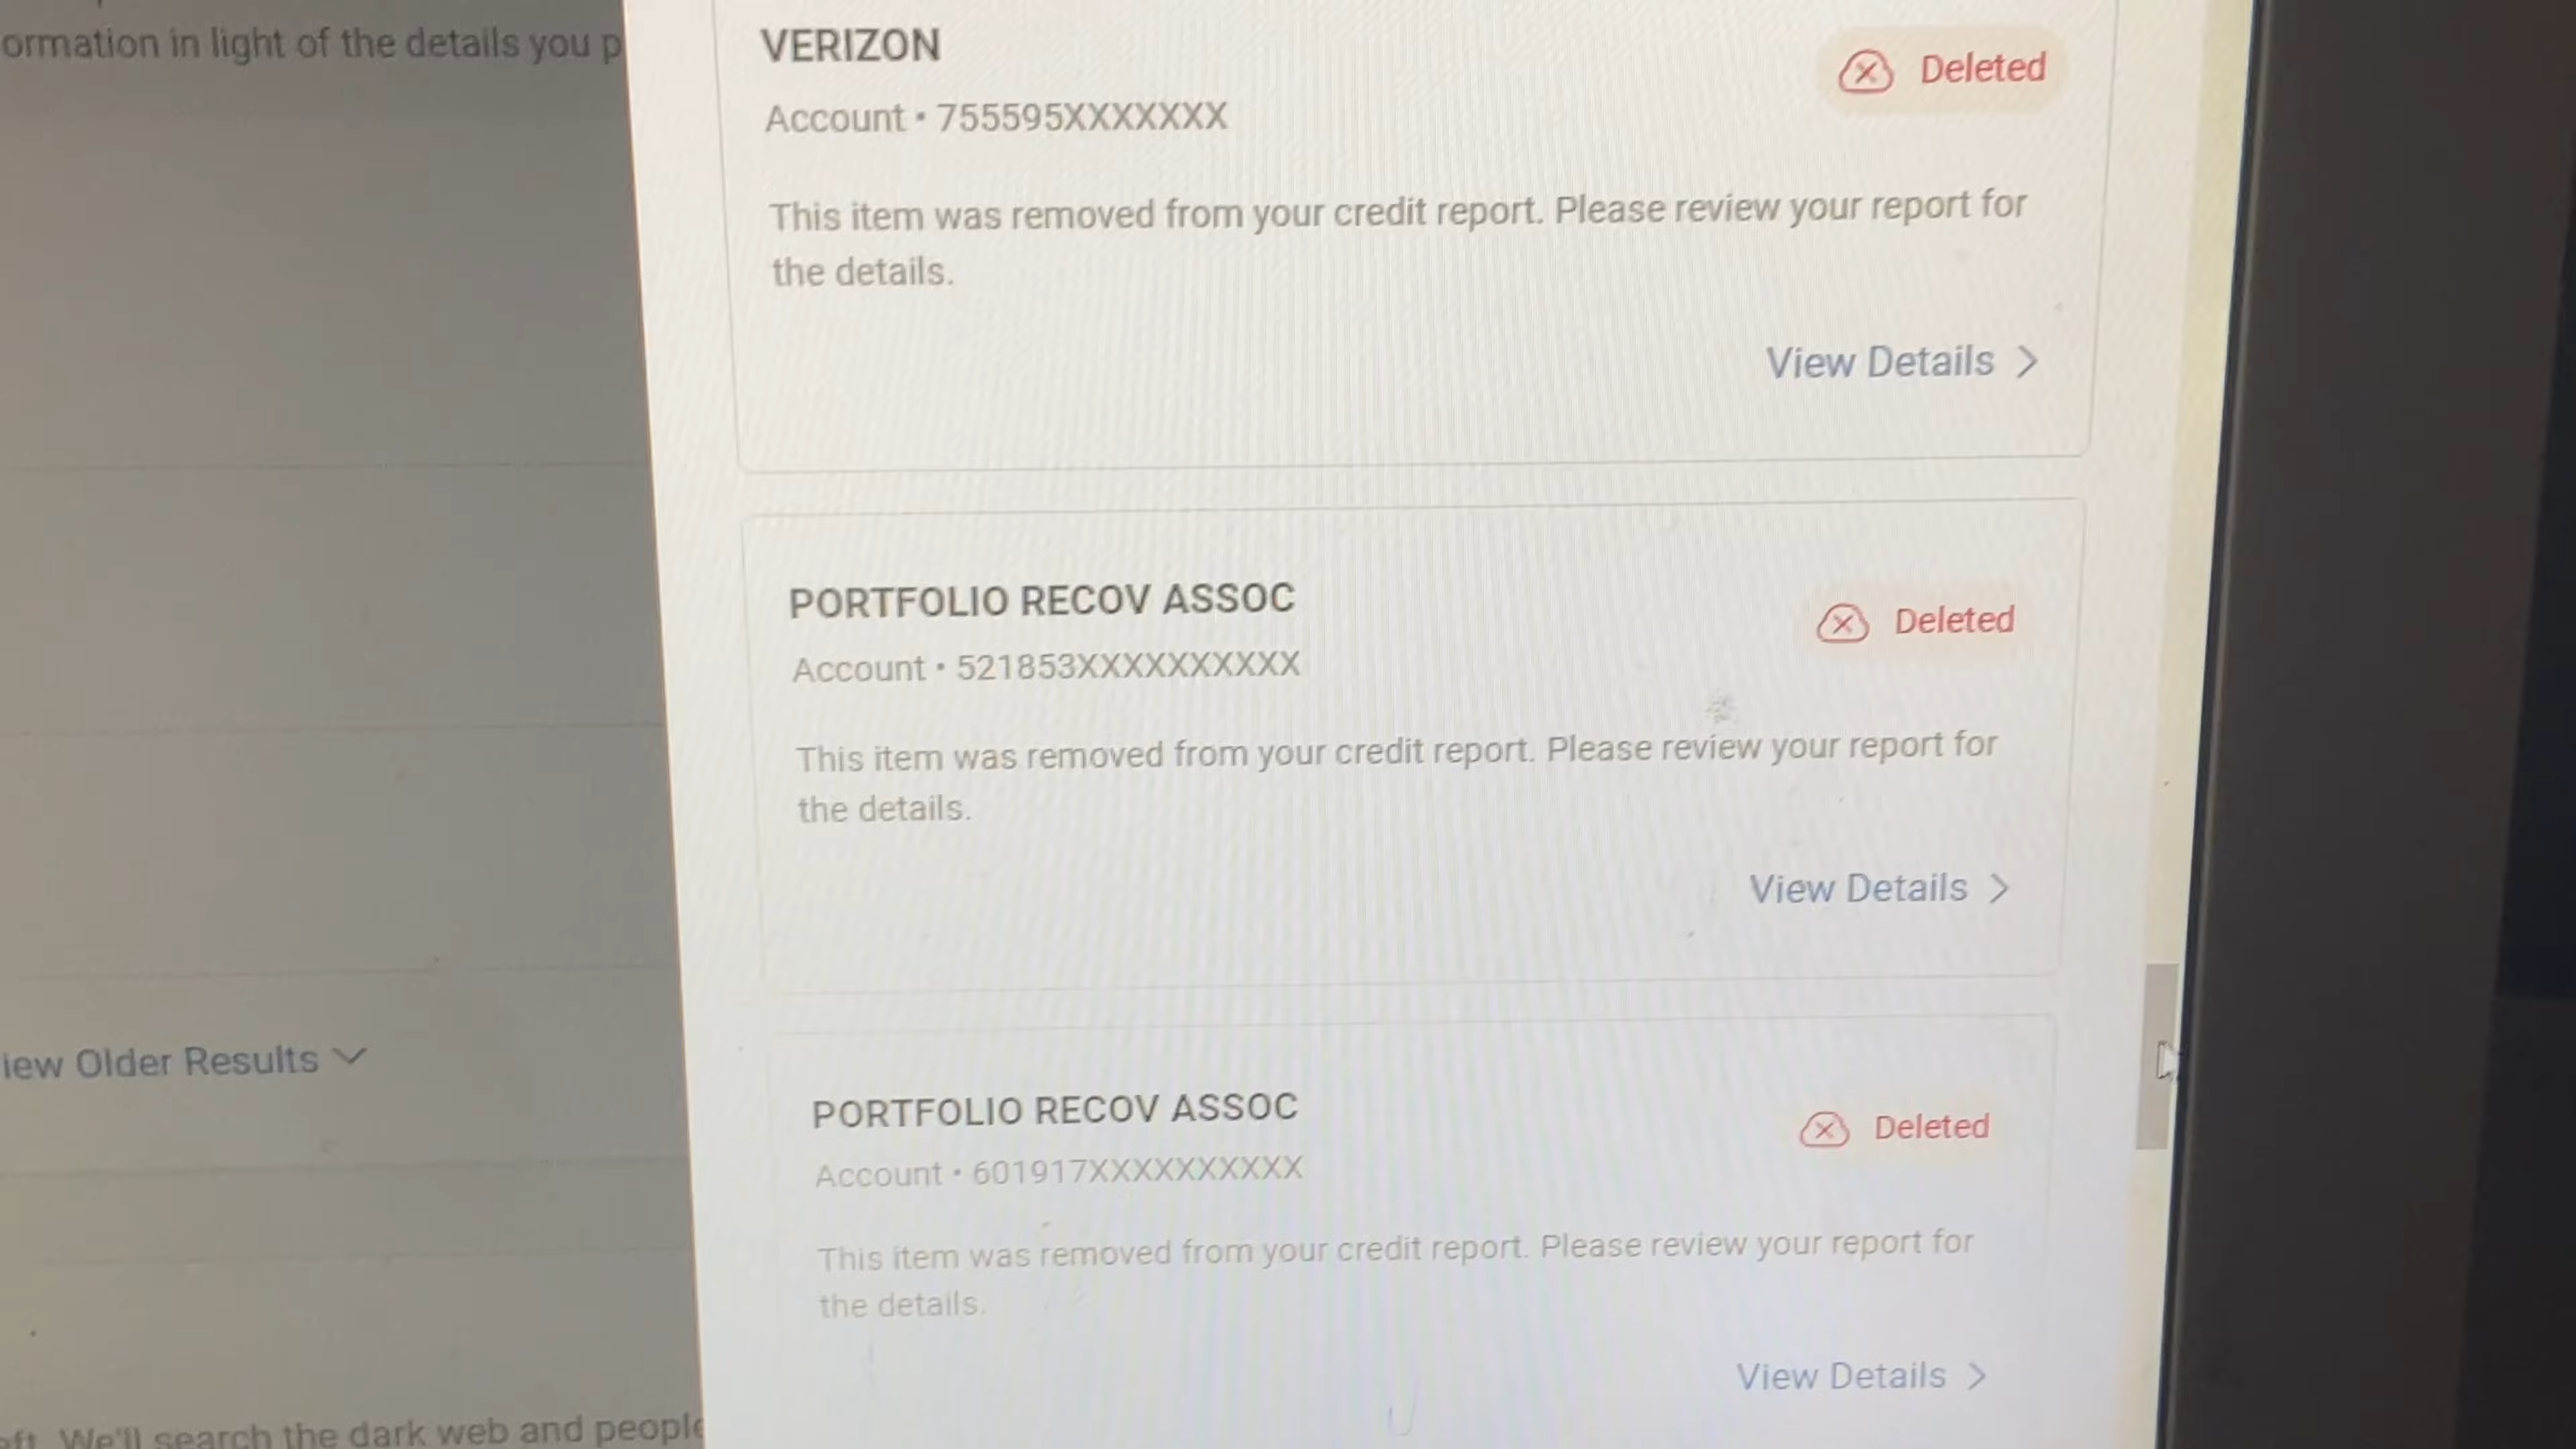 ormation in light of the details you p
VERIZON
Deleted
Account • 755595XXXXXXX
This item was removed from your credit report. Please review your report for
the details.
View Details
PORTFOLIO RECOV ASSOC
Deleted
Account • 521853XXXXXXXXXX
This item was removed from your credit report. Please review your report for
the details.
View Details
iew Older Results
PORTFOLIO RECOV ASSOC
Deleted
Account • 601917XXXXXXXXXX
This item was removed from your credit report. Please review your report for
the details.
View Details
eft. We'll search the dark web and people